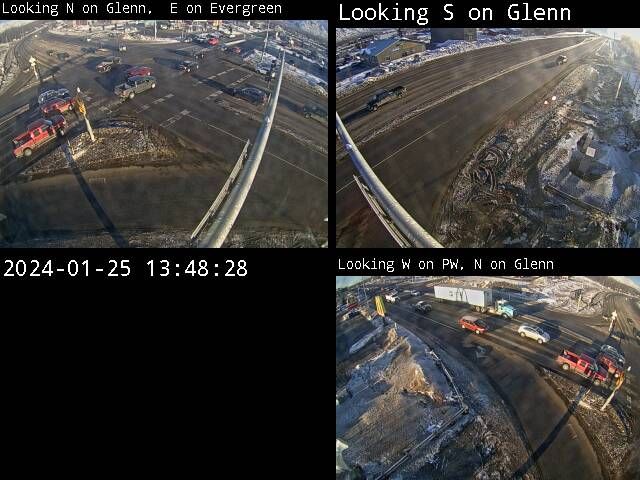 Looking N on Glenn,  E on Evergreen
Looking S on Glenn
2024-01-25 13:48:28
Looking W on PW, N on Glenn